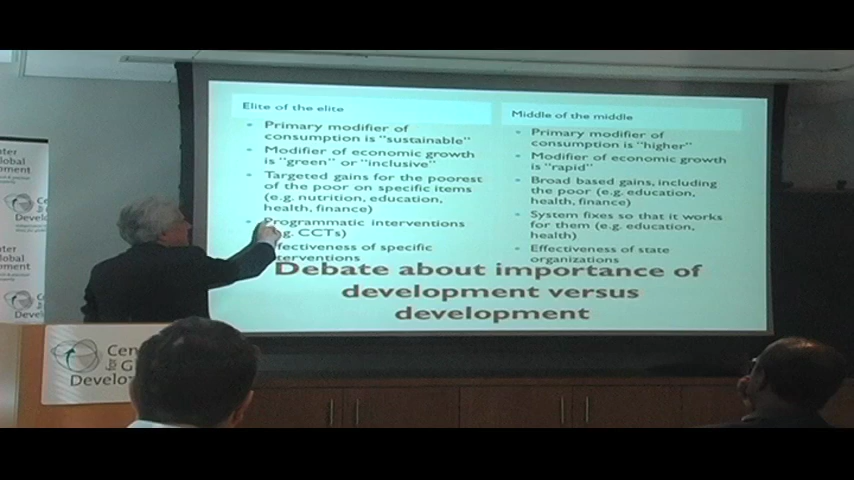 Elite of the elite
Primary modifier of
consumption is "sustainable"
Modifier of economic growth
is "green" or "inclusive"
Targeted gains for the poorest
of the poor on specific items
(e.g. nutrition, education,
health, finance)
Programmatic interventions
CCTs)
of specific
Middle of the middle
Primary modifier of
consumption is "higher"
Modifier of economic growth
is "rapid"
Broad based gains, including
the poor (e.g. education,
health, finance)
System fixes so that it works
for them (e.g. education,
health)
Effectiveness of state
organizations
Debate about importance of
development versus
development
Global
Cen
for
Develop